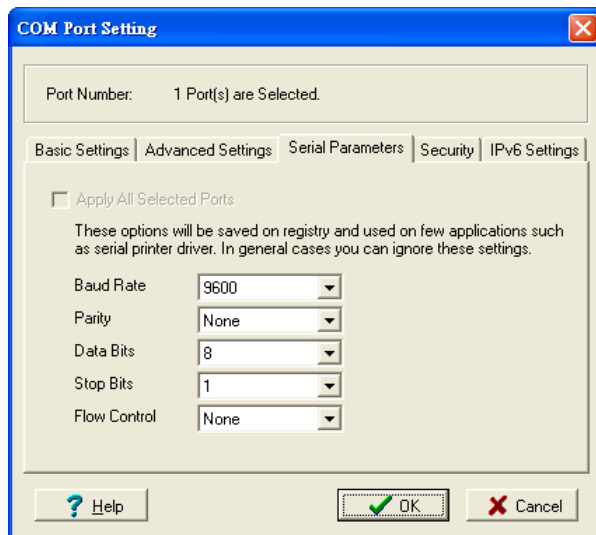 COM Port Setting
Port Number: 1 Port(s) are Selected.
Basic Settings Advanced Settings Serial Parameters Security IPv6 Settings
Apply All Selected Ports
These options will be saved on registry and used on few applications such
as serial printer driver. In general cases you can ignore these settings.
Baud Rate 9600
Parity None
Data Bits 8
Stop Bits 1
Flow Control None
? Help OK Cancel